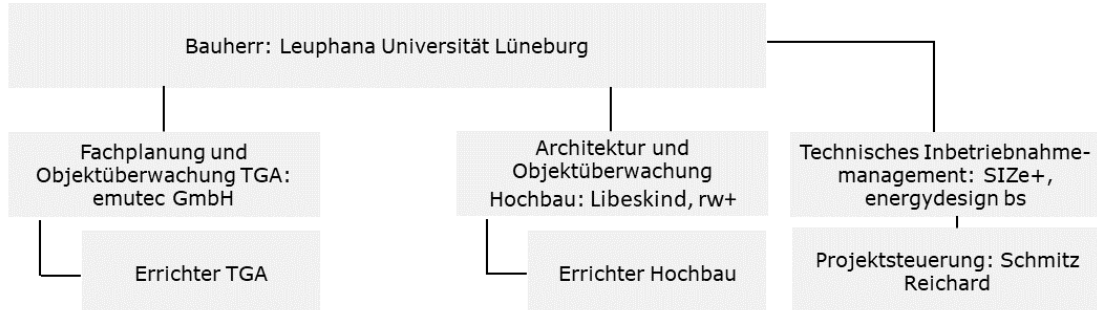 Bauherr: Leuphana Universität Lüneburg
Fachplanung und
Objektüberwachung TGA:
emutec GmbH
Errichter TGA
Architektur und
Objektüberwachung
Hochbau: Libeskind, rw+
Errichter Hochbau
Technisches Inbetriebnahme-
management: SIZe+,
energydesign bs
Projektsteuerung: Schmitz
Reichard